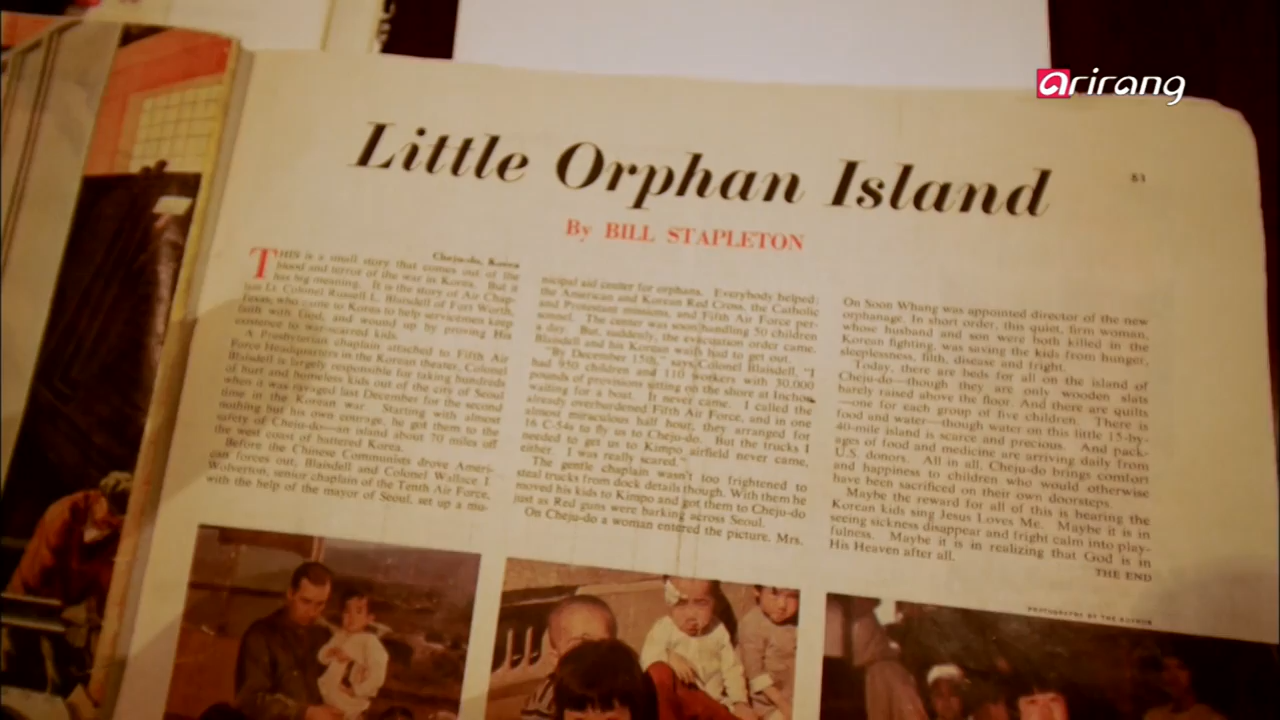 arirang
Little Orphan Island
51
By BILL STAPLETON
Cheju-do, Korea
THIS is a small story that comes out of the
blood and terror of the war in Korea. But it
has big meaning. It is the story of Air Chap-
lain Lt. Colonel Russell L. Blaisdell of Fort Worth,
Texas, who came to Korea to help servicemen keep
faith with God, and wound up by proving His
existence to war-scarred kids.
Presbyterian chaplain attached to Fifth Air
Force Headquarters in the Korean theater, Colonel
Blaisdell is largely responsible for taking hundreds
of hurt and homeless kids out of the city of Seoul
when it was ravaged last December for the second
time in the Korean war. Starting with almost
nothing but his own courage, he got them to the
safety of Cheju-do—an island about 70 miles off
the west coast of battered Korea.
Before the Chinese Communists drove Ameri-
can forces out, Blaisdell and Colonel Wallace I.
Wolverton, senior chaplain of the Tenth Air Force,
with the help of the mayor of Seoul, set up a mu-
nicipal aid center for orphans. Everybody helped;
the American and Korean Red Cross, the Catholic
and Protestant missions, and Fifth Air Force per-
sonnel. The center was soon handling 50 children
a day. But, suddenly, the evacuation order came.
Blaisdell and his Korean waifs had to get out.
"By December 15th," says Colonel Blaisdell, "I
had 950 children and 110 workers with 30,000
pounds of provisions sitting on the shore at Inchon
waiting for a boat. It never came. I called the
already overburdened Fifth Air Force, and in one
almost miraculous half hour, they arranged for
16 C-54s to fly us to Cheju-do. But the trucks I
needed to get us to Kimpo airfield never came,
either. I was really scared."
The gentle chaplain wasn't too frightened to
steal trucks from dock details though. With them he
moved his kids to Kimpo and got them to Cheju-do
just as Red guns were barking across Seoul.
On Cheju-do a woman entered the picture. Mrs.
On Soon Whang was appointed director of the new
orphanage. In short order, this quiet, firm woman,
whose husband and son were both killed in the
Korean fighting, was saving the kids from hunger,
sleeplessness, filth, disease and fright.
Today, there are beds for all on the island of
Cheju-do—though they are only wooden slats
barely raised above the floor. And there are quilts
—one for each group of five children. There is
food and water—though water on this little 15-by-
40-mile island is scarce and precious. And pack-
ages of food and medicine are arriving daily from
U.S. donors. All in all, Cheju-do brings comfort
and happiness to children who would otherwise
have been sacrificed on their own doorsteps.
Maybe the reward for all of this is hearing the
Korean kids sing Jesus Loves Me. Maybe it is in
seeing sickness disappear and fright calm into play-
fulness. Maybe it is in realizing that God is in
His Heaven after all.
THE END
PHOTOGRAPHS BY THE AUTHOR